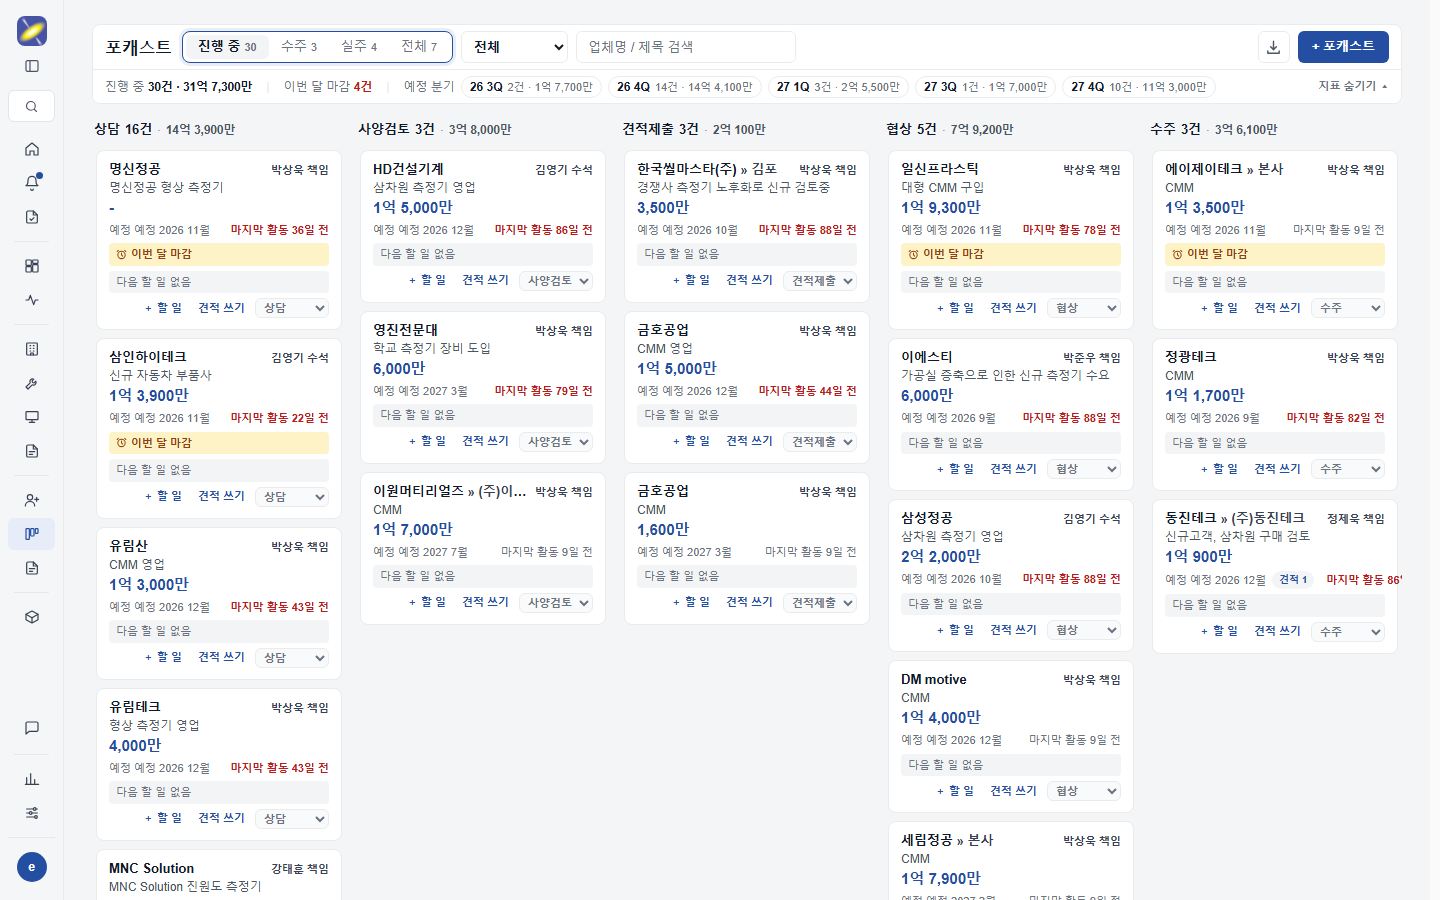 포캐스트
진행 중 30
수주 3
실주 4
전체 7
전체
업체명 / 제목 검색
+ 포캐스트
진행 중 30건 · 31억 7,300만
이번 달 마감 4건
예정 분기
26 3Q 2건 · 1억 7,700만
26 4Q 14건 · 14억 4,100만
27 1Q 3건 · 2억 5,500만
27 3Q 1건 · 1억 7,000만
27 4Q 10건 · 11억 3,000만
지표 숨기기
상담 16건 · 14억 3,900만
명신정공 박상욱 책임
명신정공 형상 측정기
-
예정 예정 2026 11월 마지막 활동 36일 전
이번 달 마감
다음 할 일 없음
+ 할 일 견적 쓰기 상담
삼인하이테크 김영기 수석
신규 자동차 부품사
1억 3,900만
예정 예정 2026 11월 마지막 활동 22일 전
이번 달 마감
다음 할 일 없음
+ 할 일 견적 쓰기 상담
유림산 박상욱 책임
CMM 영업
1억 3,000만
예정 예정 2026 12월 마지막 활동 43일 전
다음 할 일 없음
+ 할 일 견적 쓰기 상담
유림테크 박상욱 책임
형상 측정기 영업
4,000만
예정 예정 2026 12월 마지막 활동 43일 전
다음 할 일 없음
+ 할 일 견적 쓰기 상담
MNC Solution 강태훈 책임
MNC Solution 진원도 측정기
사양검토 3건 · 3억 8,000만
HD건설기계 김영기 수석
삼차원 측정기 영업
1억 5,000만
예정 예정 2026 12월 마지막 활동 86일 전
다음 할 일 없음
+ 할 일 견적 쓰기 사양검토
영진전문대 박상욱 책임
학교 측정기 장비 도입
6,000만
예정 예정 2027 3월 마지막 활동 79일 전
다음 할 일 없음
+ 할 일 견적 쓰기 사양검토
이원머티리얼즈 » (주)이... 박상욱 책임
CMM
1억 7,000만
예정 예정 2027 7월 마지막 활동 9일 전
다음 할 일 없음
+ 할 일 견적 쓰기 사양검토
견적제출 3건 · 2억 100만
한국씰마스타(주) » 김포 박상욱 책임
경쟁사 측정기 노후화로 신규 검토중
3,500만
예정 예정 2026 10월 마지막 활동 88일 전
다음 할 일 없음
+ 할 일 견적 쓰기 견적제출
금호공업 박상욱 책임
CMM 영업
1억 5,000만
예정 예정 2026 12월 마지막 활동 44일 전
다음 할 일 없음
+ 할 일 견적 쓰기 견적제출
금호공업 박상욱 책임
CMM
1,600만
예정 예정 2027 3월 마지막 활동 9일 전
다음 할 일 없음
+ 할 일 견적 쓰기 견적제출
협상 5건 · 7억 9,200만
일신프라스틱 박상욱 책임
대형 CMM 구입
1억 9,300만
예정 예정 2026 11월 마지막 활동 78일 전
이번 달 마감
다음 할 일 없음
+ 할 일 견적 쓰기 협상
이에스티 박준우 책임
가공실 증축으로 인한 신규 측정기 수요
6,000만
예정 예정 2026 9월 마지막 활동 88일 전
다음 할 일 없음
+ 할 일 견적 쓰기 협상
삼성정공 김영기 수석
삼차원 측정기 영업
2억 2,000만
예정 예정 2026 10월 마지막 활동 88일 전
다음 할 일 없음
+ 할 일 견적 쓰기 협상
DM motive 박상욱 책임
CMM
1억 4,000만
예정 예정 2026 12월 마지막 활동 9일 전
다음 할 일 없음
+ 할 일 견적 쓰기 협상
세림정공 » 본사 박상욱 책임
CMM
1억 7,900만
수주 3건 · 3억 6,100만
에이제이테크 » 본사 박상욱 책임
CMM
1억 3,500만
예정 예정 2026 11월 마지막 활동 9일 전
이번 달 마감
다음 할 일 없음
+ 할 일 견적 쓰기 수주
정광테크 박상욱 책임
CMM
1억 1,700만
예정 예정 2026 9월 마지막 활동 82일 전
다음 할 일 없음
+ 할 일 견적 쓰기 수주
동진테크 » (주)동진테크 정제욱 책임
신규고객, 삼차원 구매 검토
1억 900만
예정 예정 2026 12월 견적 1 마지막 활동 86
다음 할 일 없음
+ 할 일 견적 쓰기 수주
e